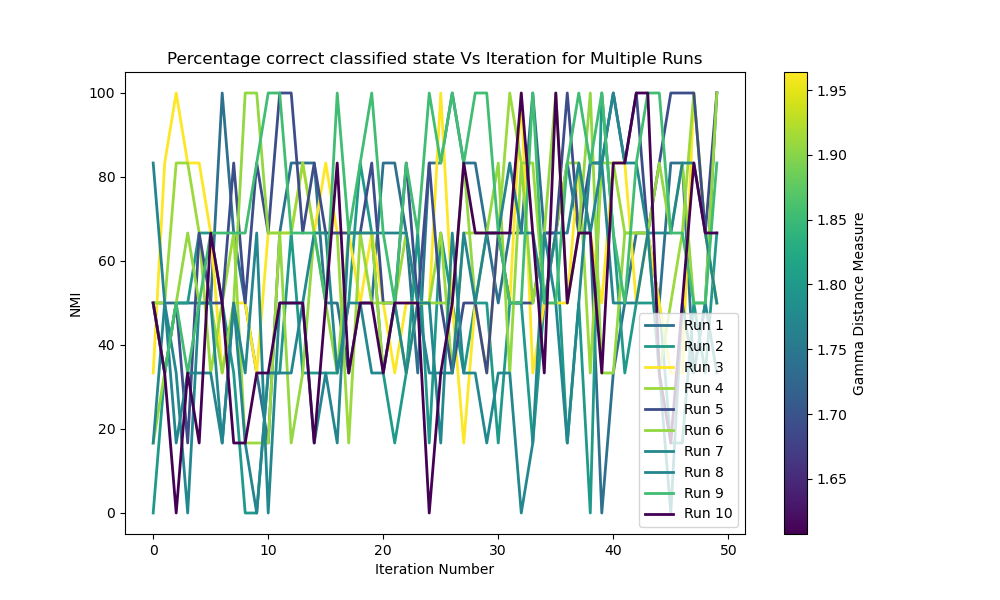 Percentage correct classified state Vs Iteration for Multiple Runs
NMI
100
80
60
40
20
0
0
10
20
30
40
50
Iteration Number
Run 1
Run 2
Run 3
Run 4
Run 5
Run 6
Run 7
Run 8
Run 9
Run 10
1.95
1.90
1.85
1.80
1.75
1.70
1.65
Gamma Distance Measure